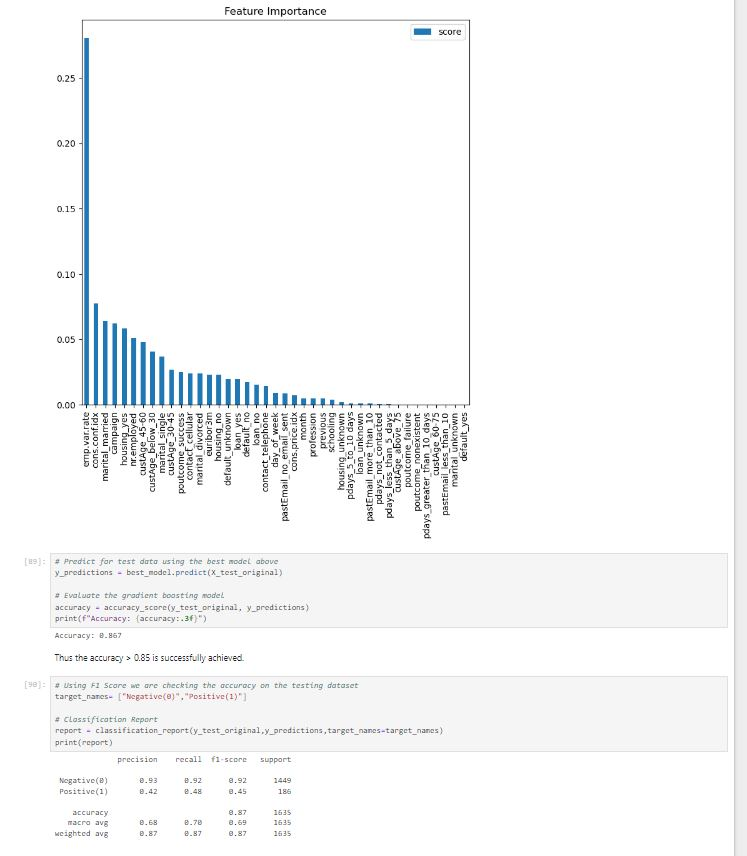 Feature Importance
score
0.25
0.20
0.15
0.10
0.05
0.00
emp.var.rate
cons.conf.idx
marital_married
campaign
housing_yes
nr.employed
custAge_45-60
custAge_below_30
marital_single
custAge_30-45
poutcome_success
contact_cellular
marital_divorced
euribor3m
housing_no
default_unknown
loan_yes
default_no
loan_no
contact_telephone
day_of_week
pastEmail_no_email_sent
cons.price.idx
month
profession
previous
schooling
housing_unknown
pdays_5_to_10 days
loan_unknown
pastEmail_more_than_10
pdays_not_contacted
pdays_less_than_5_days
custAge_above_75
poutcome_failure
poutcome_nonexistent
pdays_greater_than_10_days
custAge_60-75
pastEmail_less_than_10
marital_unknown
default_yes
[89]:
# Predict for test data using the best model above
y_predictions = best_model.predict(X_test_original)
# Evaluate the gradient boosting model
accuracy = accuracy_score(y_test_original, y_predictions)
print(f"Accuracy: {accuracy:.3f}")
Accuracy: 0.867
Thus the accuracy > 0.85 is successfully achieved.
[90]:
# Using F1 Score we are checking the accuracy on the testing dataset
target_names= ["Negative(0)","Positive(1)"]
# Classification Report
report = classification_report(y_test_original,y_predictions,target_names=target_names)
print(report)
precision recall f1-score support
Negative(0) 0.93 0.92 0.92 1449
Positive(1) 0.42 0.48 0.45 186
accuracy 0.87 1635
macro avg 0.68 0.70 0.69 1635
weighted avg 0.87 0.87 0.87 1635